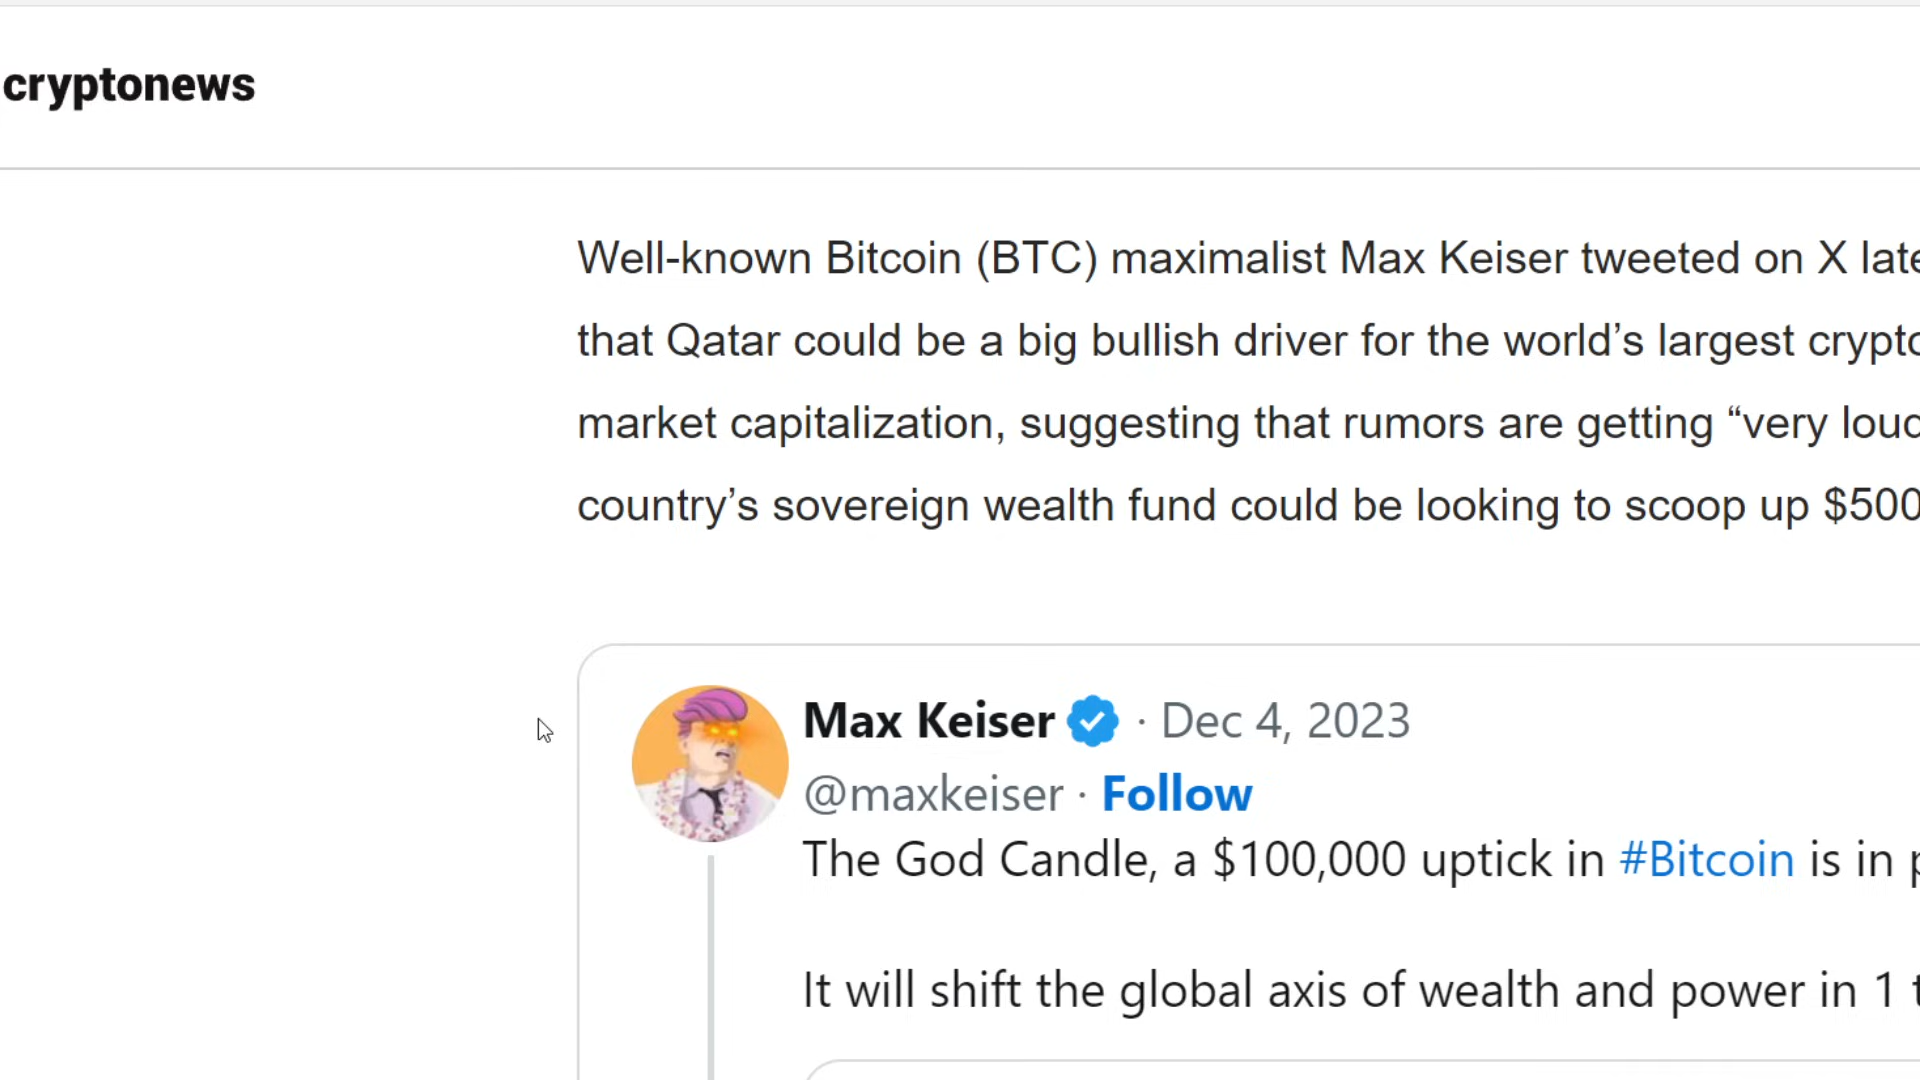 cryptonews
Well-known Bitcoin (BTC) maximalist Max Keiser tweeted on X
that Qatar could be a big bullish driver for the world’s largest
market capitalization, suggesting that rumors are getting “very
country’s sovereign wealth fund could be looking to scoop up $500
Max Keiser · Dec 4, 2023
@maxkeiser · Follow
The God Candle, a $100,000 uptick in #Bitcoin is in
It will shift the global axis of wealth and power in 1